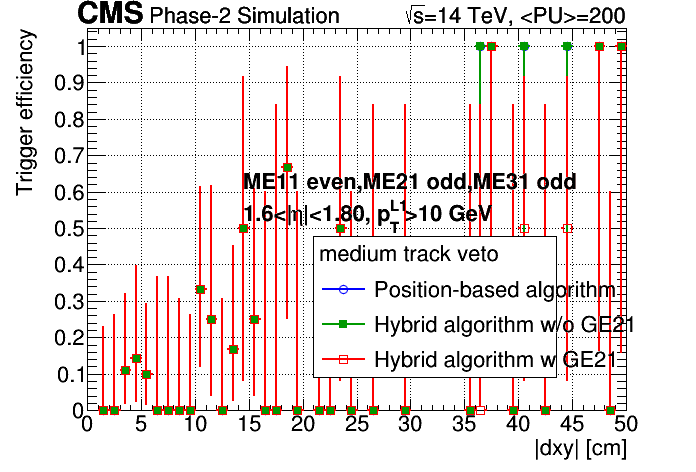 CMS Phase-2 Simulation √s=14 TeV, <PU>=200
Trigger efficiency
1
0.9
0.8
0.7
0.6
0.5
0.4
0.3
0.2
0.1
0
ME11 even,ME21 odd,ME31 odd
1.6<|η|<1.80, p_T^L1>10 GeV
medium track veto
Position-based algorithm
Hybrid algorithm w/o GE21
Hybrid algorithm w GE21
0 5 10 15 20 25 30 35 40 45 50
|dxy| [cm]